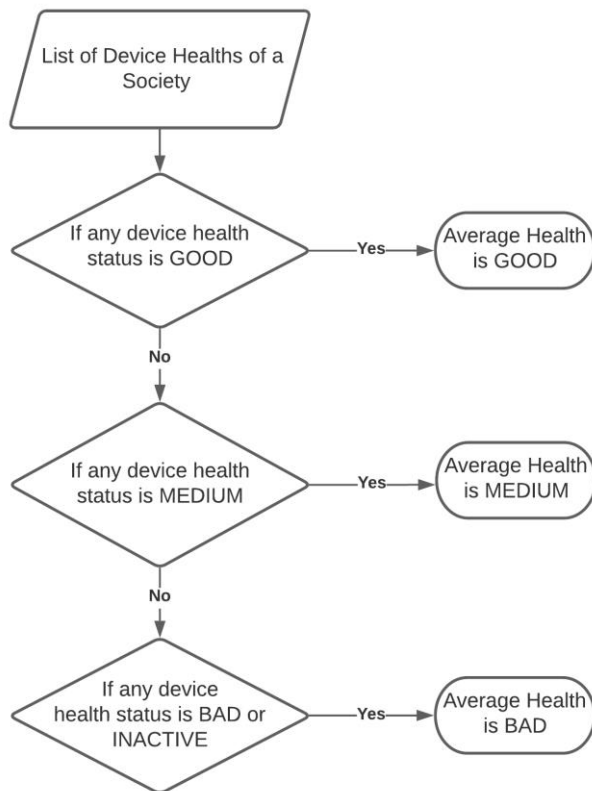 List of Device Healths of a
Society
If any device health
status is GOOD
Yes
Average Health
is GOOD
No
If any device health
status is MEDIUM
Yes
Average Health
is MEDIUM
No
If any device
health status is BAD or
INACTIVE
Yes
Average Health
is BAD